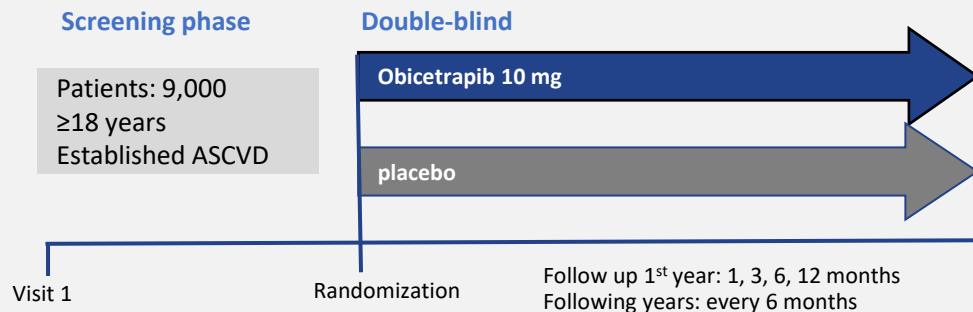 Screening phase
Double-blind
Patients: 9,000
≥18 years
Established ASCVD
Obicetrapib 10 mg
placebo
Visit 1
Randomization
Follow up 1st year: 1, 3, 6, 12 months
Following years: every 6 months